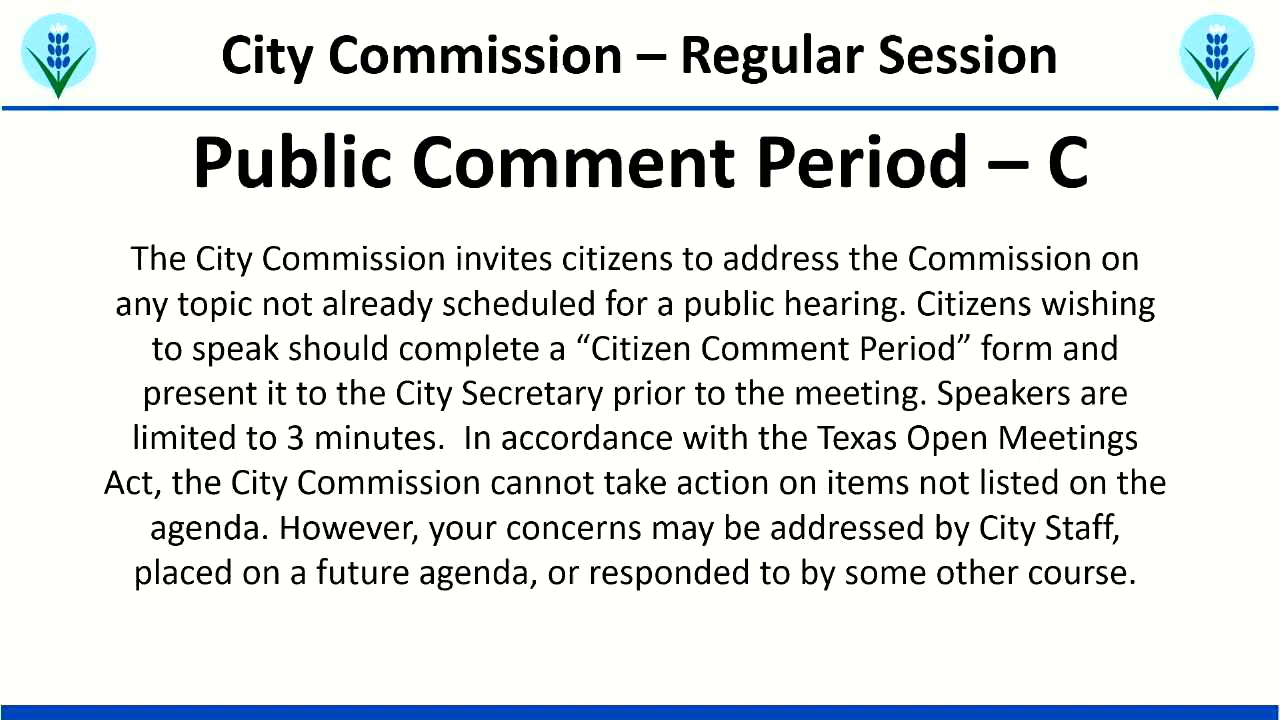 City Commission – Regular Session
Public Comment Period – C
The City Commission invites citizens to address the Commission on
any topic not already scheduled for a public hearing. Citizens wishing
to speak should complete a “Citizen Comment Period” form and
present it to the City Secretary prior to the meeting. Speakers are
limited to 3 minutes.  In accordance with the Texas Open Meetings
Act, the City Commission cannot take action on items not listed on the
agenda. However, your concerns may be addressed by City Staff,
placed on a future agenda, or responded to by some other course.